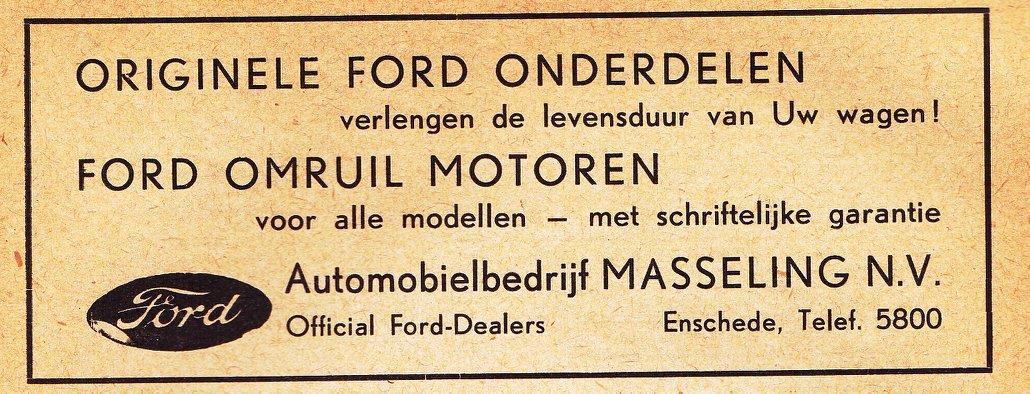 ORIGINELE FORD ONDERDELEN
verlengen de levensduur van Uw wagen!
FORD OMRUIL MOTOREN
voor alle modellen – met schriftelijke garantie
Ford
Automobielbedrijf MASSELING N.V.
Official Ford-Dealers Enschede, Telef. 5800